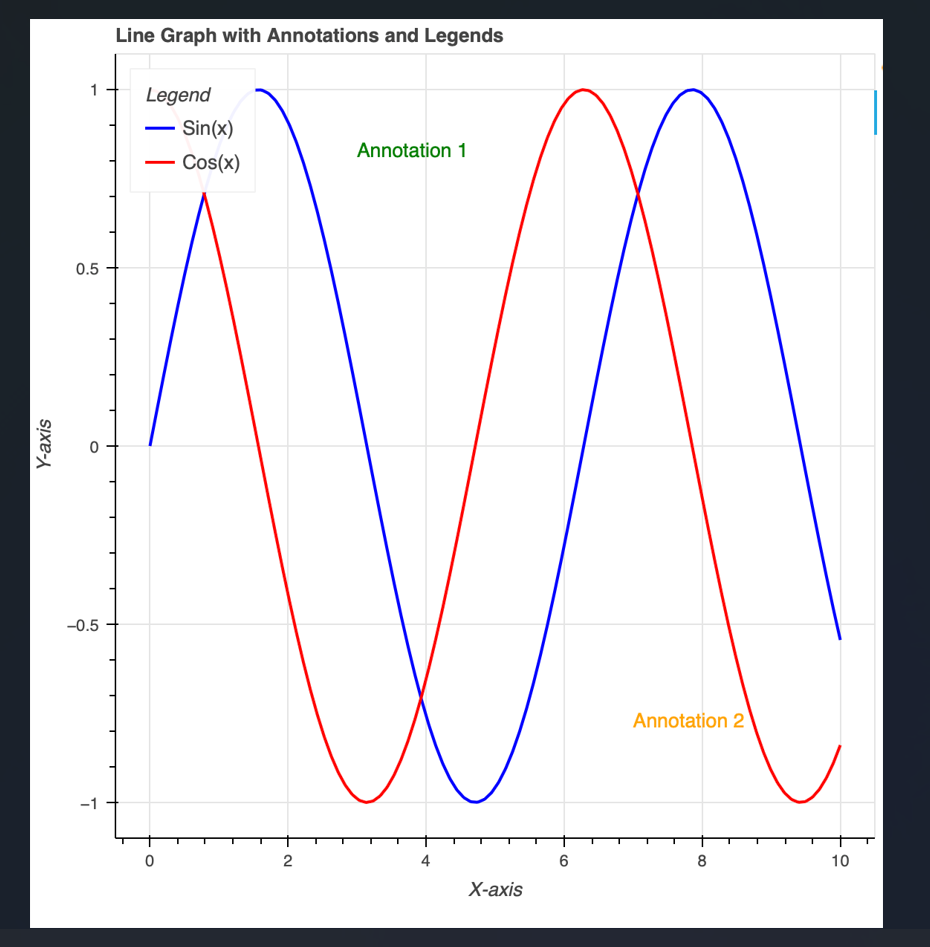 Line Graph with Annotations and Legends
Legend
Sin(x)
Cos(x)
Annotation 1
Annotation 2
1
0.5
0
−0.5
−1
Y-axis
0 2 4 6 8 10
X-axis